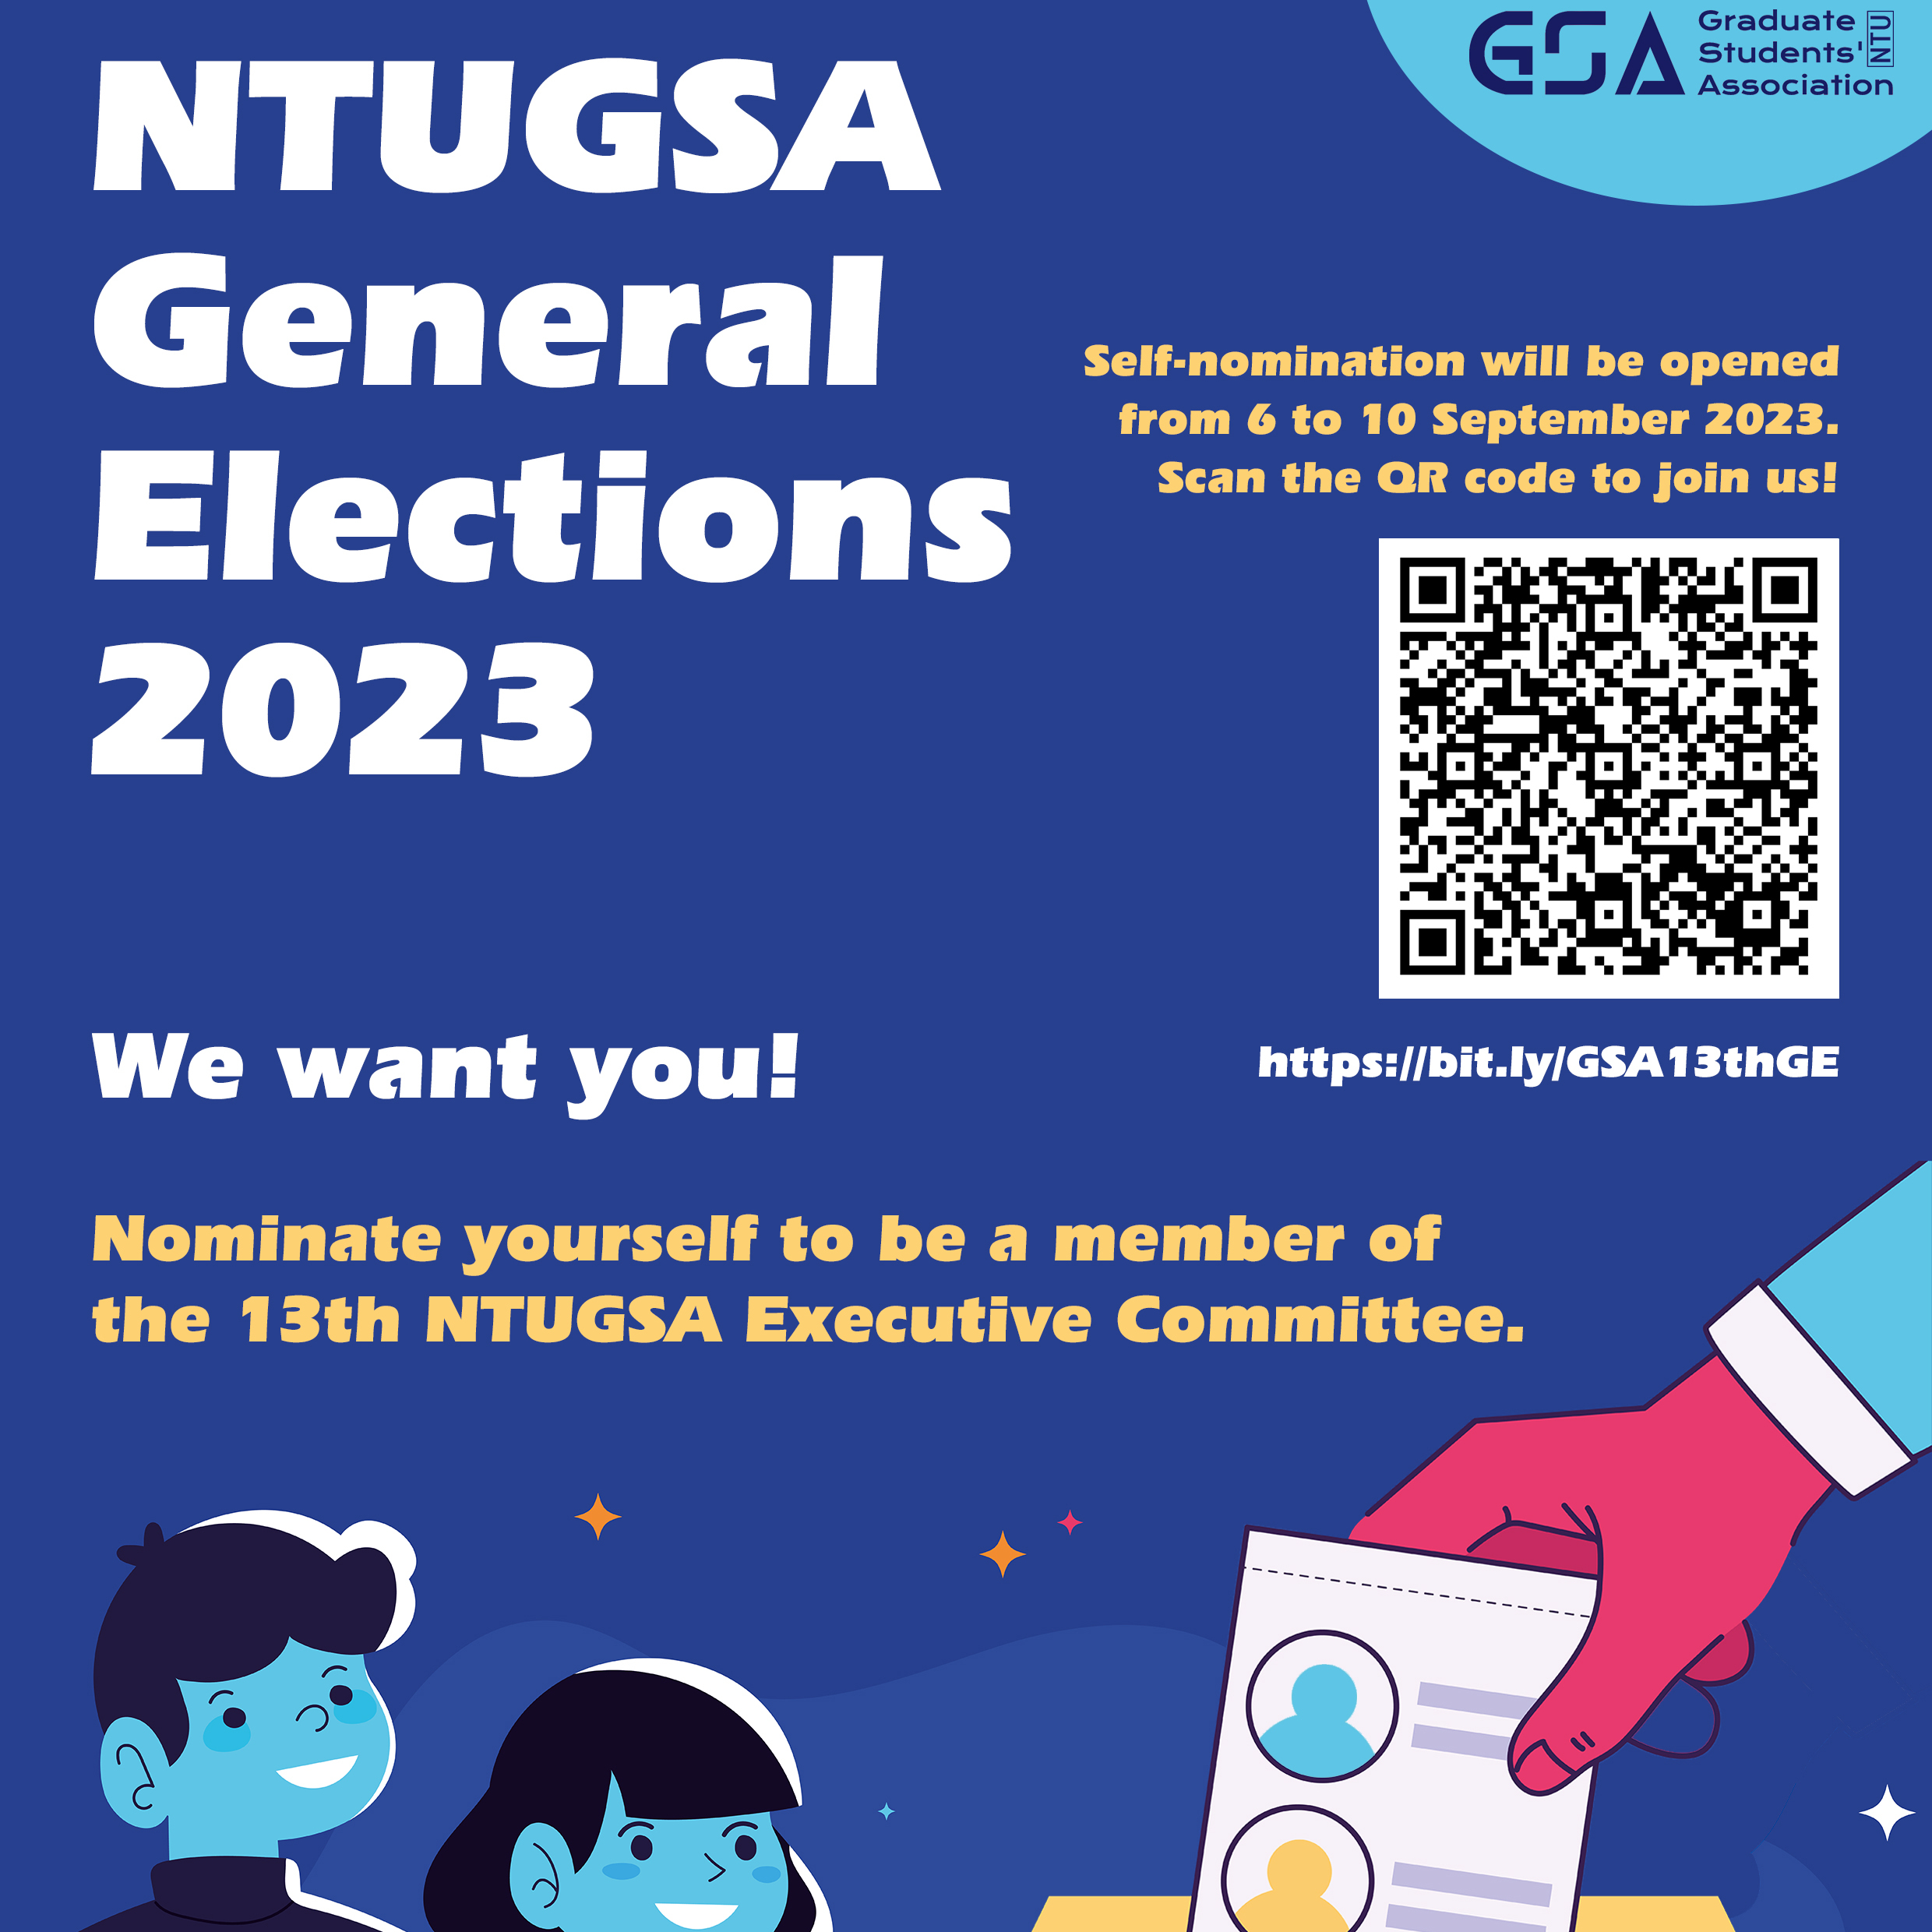 NTUGSA
General
Elections
2023
GSA
Graduate
Students'
Association
NTU
Self-nomination will be opened
from 6 to 10 September 2023.
Scan the QR code to join us!
https://bit.ly/GSA13thGE
We want you!
Nominate yourself to be a member of
the 13th NTUGSA Executive Committee.